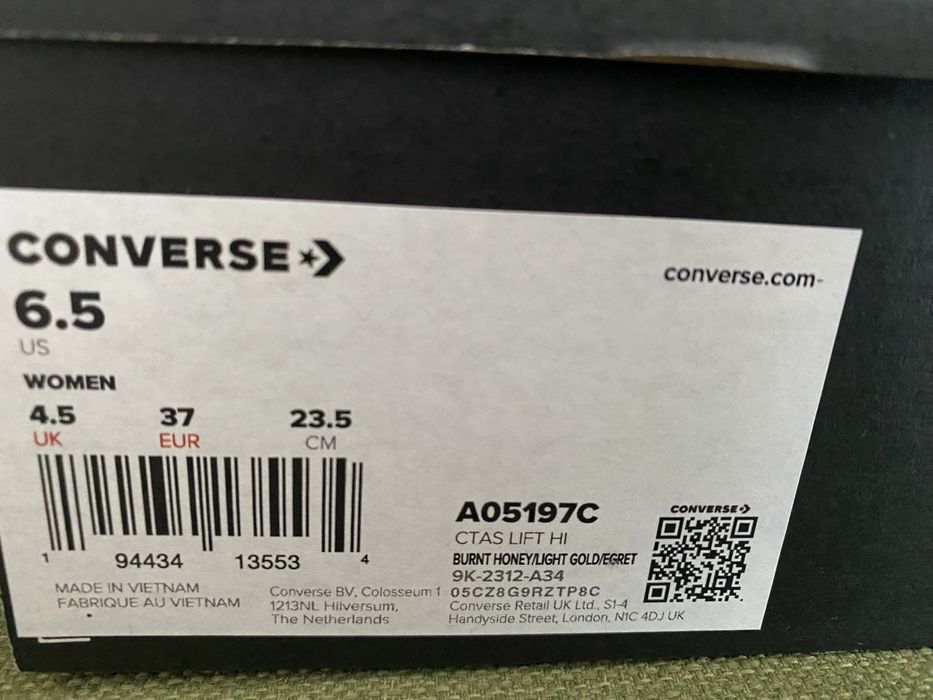 CONVERSE
converse.com
6.5
US
WOMEN
4.5 37 23.5
UK EUR CM
1 94434 13553 4
MADE IN VIETNAM
FABRIQUE AU VIETNAM
Converse BV, Colosseum 1
1213NL Hilversum,
The Netherlands
A05197C
CTAS LIFT HI
BURNT HONEY/LIGHT GOLD/EGRET
9K-2312-A34
05CZ8G9RZTP8C
Converse Retail UK Ltd., S1-4
Handyside Street, London, N1C 4DJ UK
CONVERSE